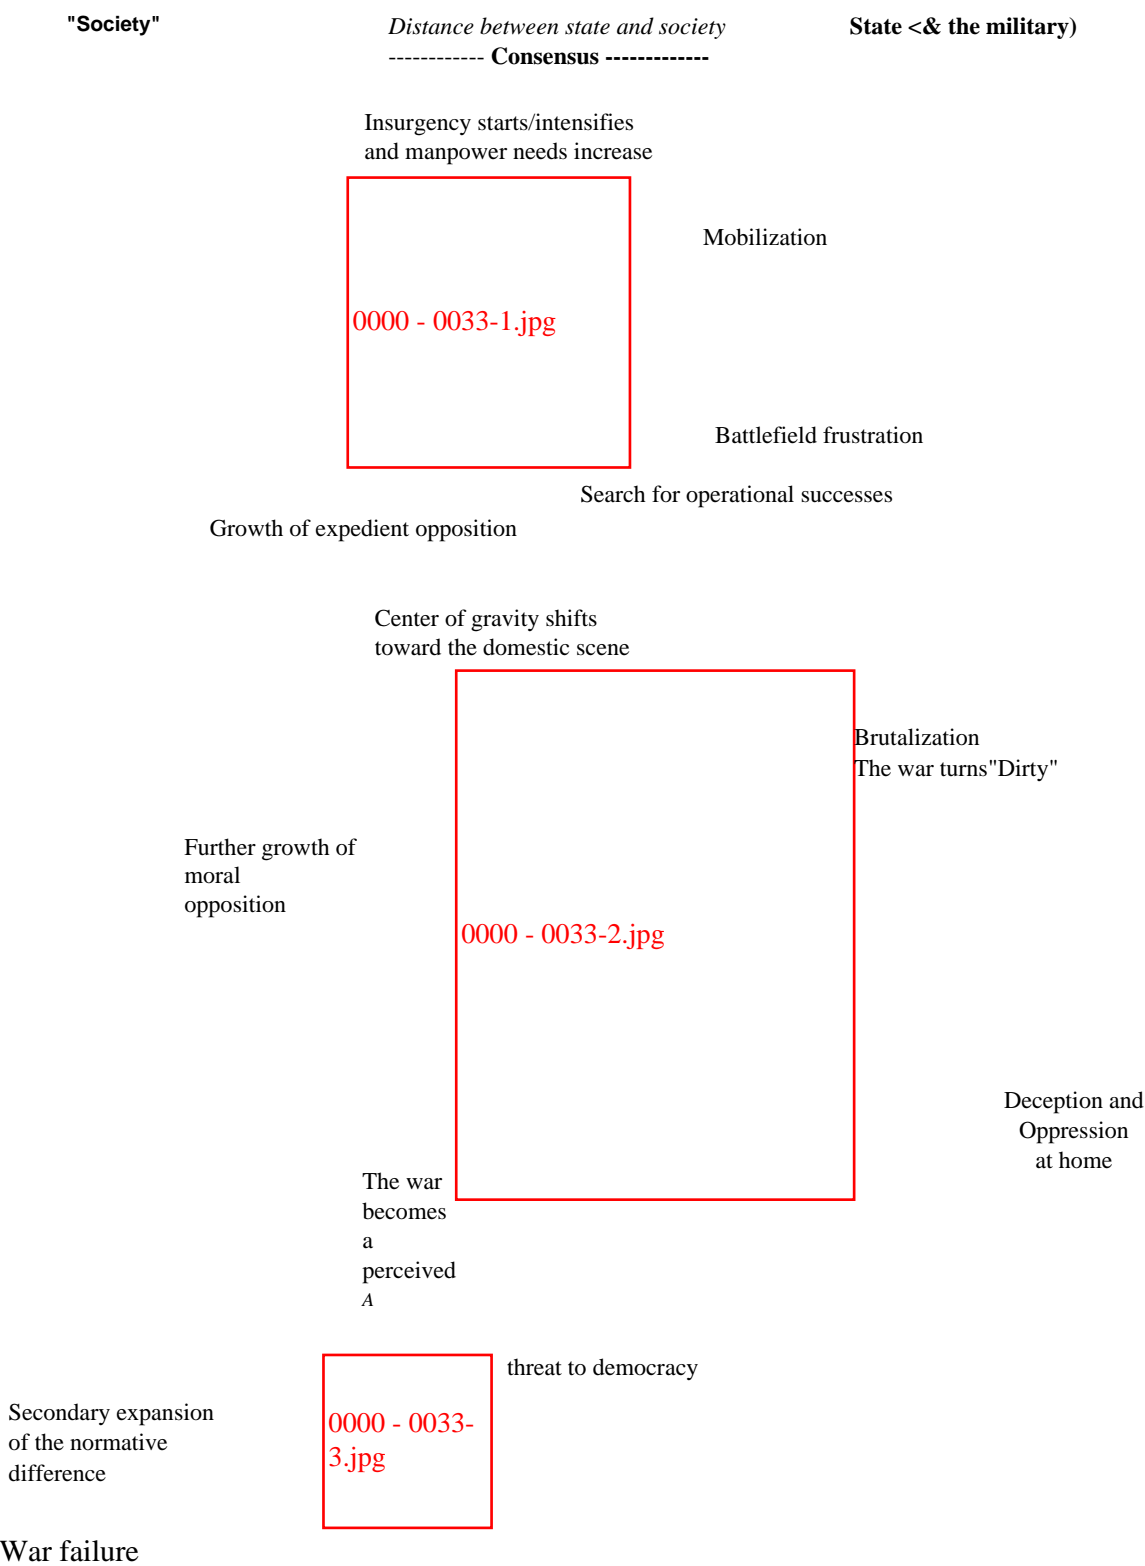 "Society"
Distance between state and society
State <& the military)
------------ Consensus -------------
Insurgency starts/intensifies
and manpower needs increase
Mobilization
0000 - 0033-1.jpg
Battlefield frustration
Search for operational successes
Growth of expedient opposition
Center of gravity shifts
toward the domestic scene
Brutalization
The war turns"Dirty"
Further growth of
moral
opposition
0000 - 0033-2.jpg
Deception and
Oppression
at home
The war
becomes
a
perceived
A
threat to democracy
Secondary expansion
of the normative
difference
0000 - 0033-
3.jpg
War failure